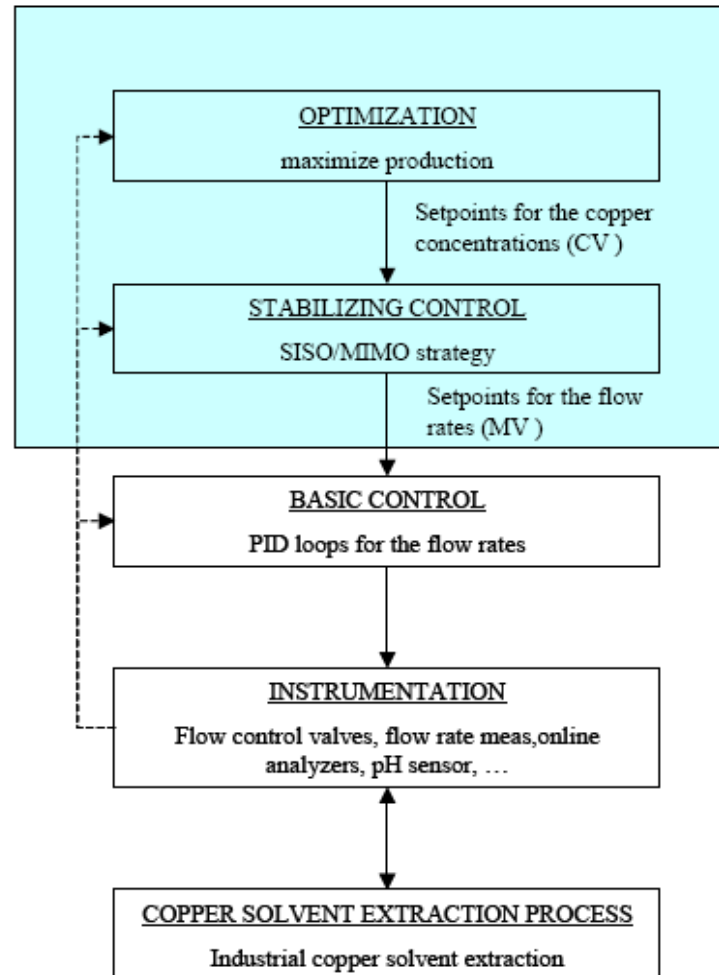 OPTIMIZATION
maximize production
Setpoints for the copper
concentrations (CV )
STABILIZING CONTROL
SISO/MIMO strategy
Setpoints for the flow
rates (MV )
BASIC CONTROL
PID loops for the flow rates
INSTRUMENTATION
Flow control valves, flow rate meas,online
analyzers, pH sensor, …
COPPER SOLVENT EXTRACTION PROCESS
Industrial copper solvent extraction